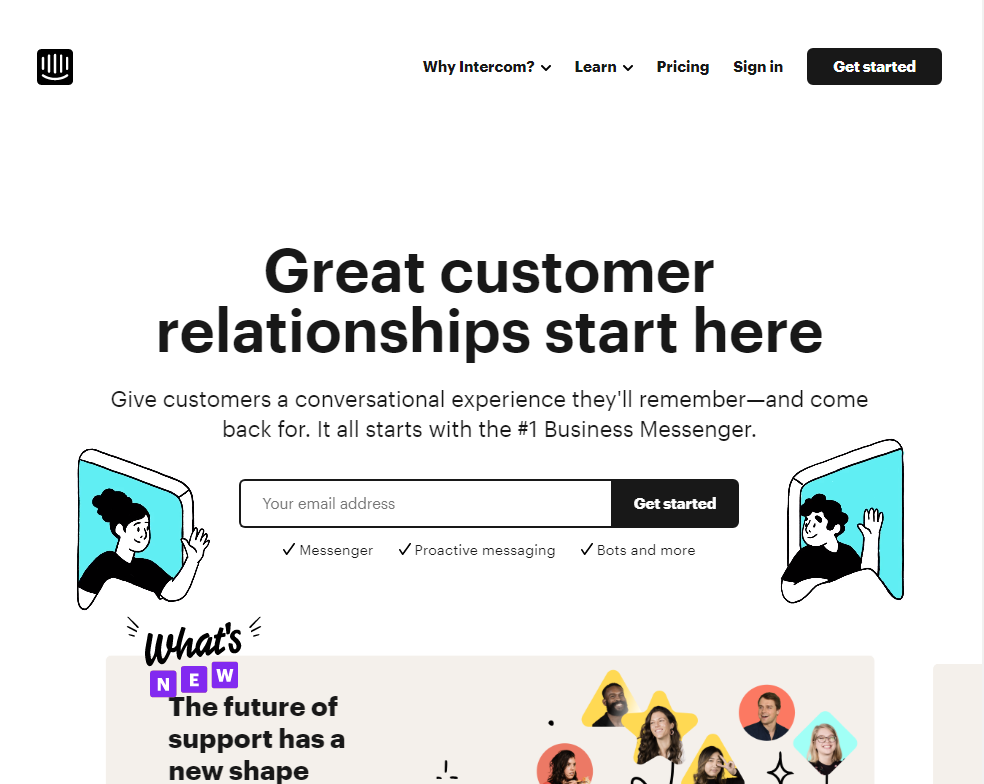 Why Intercom? Learn Pricing Sign in Get started
Great customer
relationships start here
Give customers a conversational experience they'll remember—and come
back for. It all starts with the #1 Business Messenger.
Your email address Get started
Messenger Proactive messaging Bots and more
What's
NEW
The future of
support has a
new shape